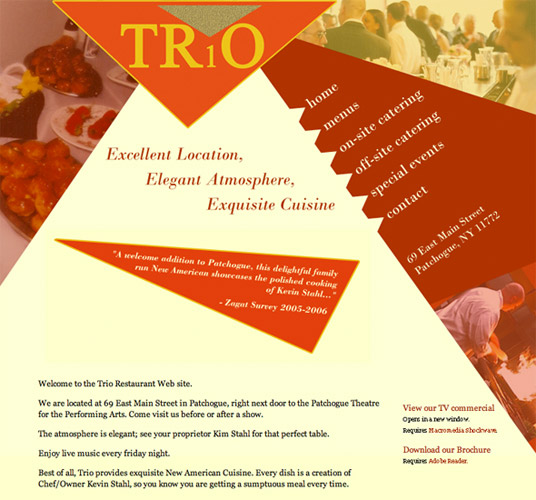 TRiO
home
menus
on-site catering
off-site catering
special events
contact
69 East Main Street
Patchogue, NY 11772
Excellent Location,
Elegant Atmosphere,
Exquisite Cuisine
"A welcome addition to Patchogue, this delightful family
run New American showcases the polished cooking
of Kevin Stahl..."
- Zagat Survey 2005-2006
Welcome to the Trio Restaurant Web site.
We are located at 69 East Main Street in Patchogue, right next door to the Patchogue Theatre
for the Performing Arts. Come visit us before or after a show.
The atmosphere is elegant; see your proprietor Kim Stahl for that perfect table.
Enjoy live music every friday night.
Best of all, Trio provides exquisite New American Cuisine. Every dish is a creation of
Chef/Owner Kevin Stahl, so you know you are getting a sumptuous meal every time.
View our TV commercial
Opens in a new window.
Requires Macromedia Shockwave.
Download our Brochure
Requires Adobe Reader.